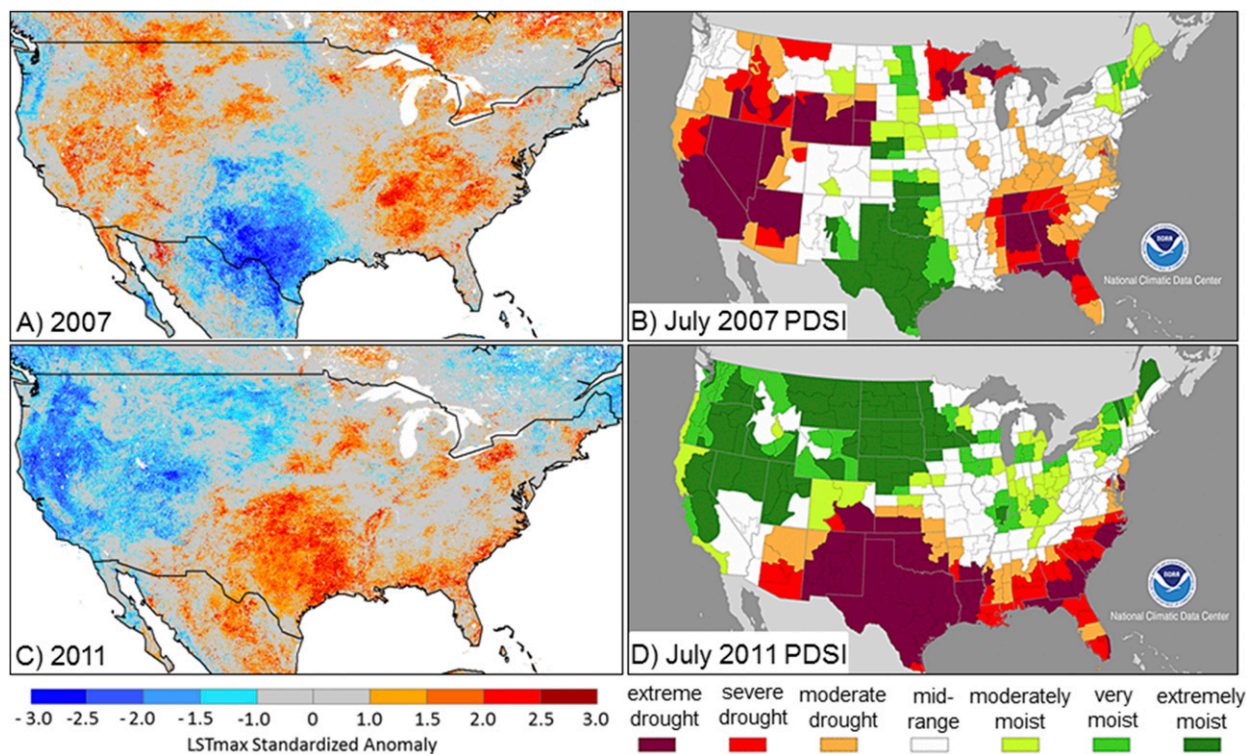 A) 2007
B) July 2007 PDSI
NOAA
National Climatic Data Center
C) 2011
D) July 2011 PDSI
NOAA
National Climatic Data Center
- 3.0 -2.5 -2.0 -1.5 -1.0 0 1.0 1.5 2.0 2.5 3.0
LSTmax Standardized Anomaly
extreme drought
severe drought
moderate drought
mid-range
moderately moist
very moist
extremely moist